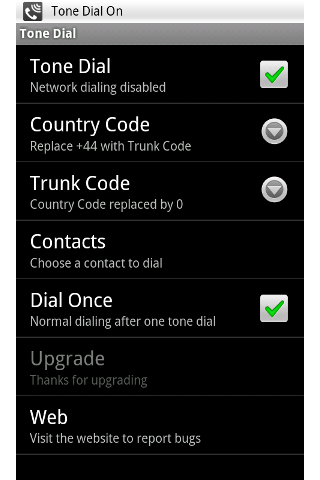 Tone Dial On
Tone Dial
Tone Dial
Network dialing disabled
Country Code
Replace +44 with Trunk Code
Trunk Code
Country Code replaced by 0
Contacts
Choose a contact to dial
Dial Once
Normal dialing after one tone dial
Upgrade
Thanks for upgrading
Web
Visit the website to report bugs